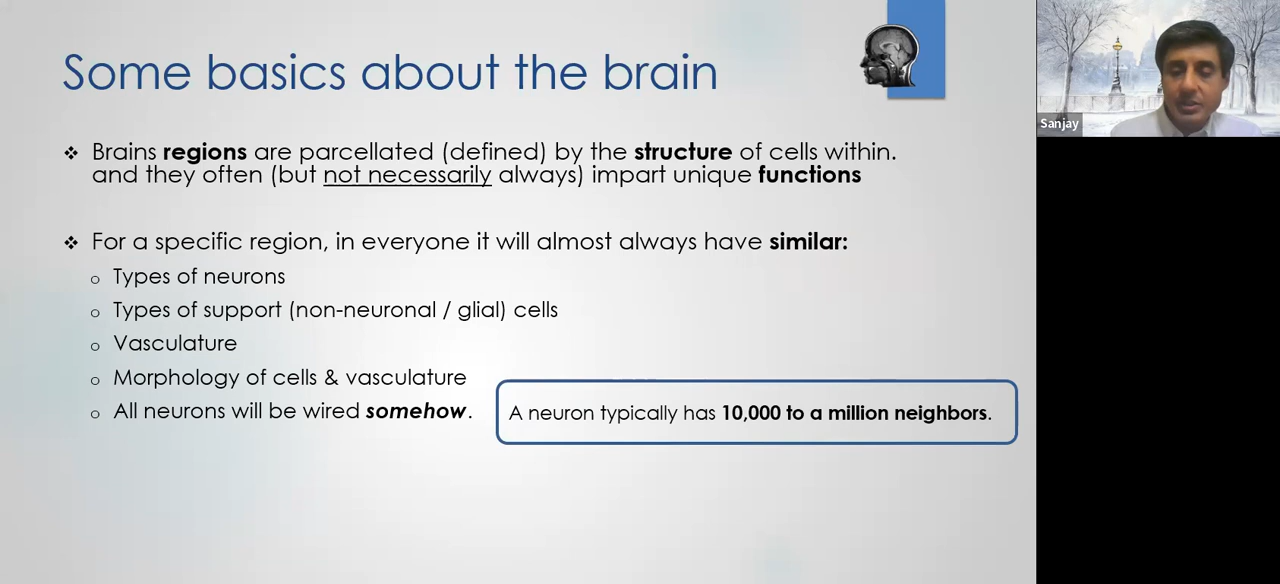 Some basics about the brain
Brains regions are parcellated (defined) by the structure of cells within.
and they often (but not necessarily always) impart unique functions
For a specific region, in everyone it will almost always have similar:
Types of neurons
Types of support (non-neuronal / glial) cells
Vasculature
Morphology of cells & vasculature
All neurons will be wired somehow.
A neuron typically has 10,000 to a million neighbors.
Sanjay